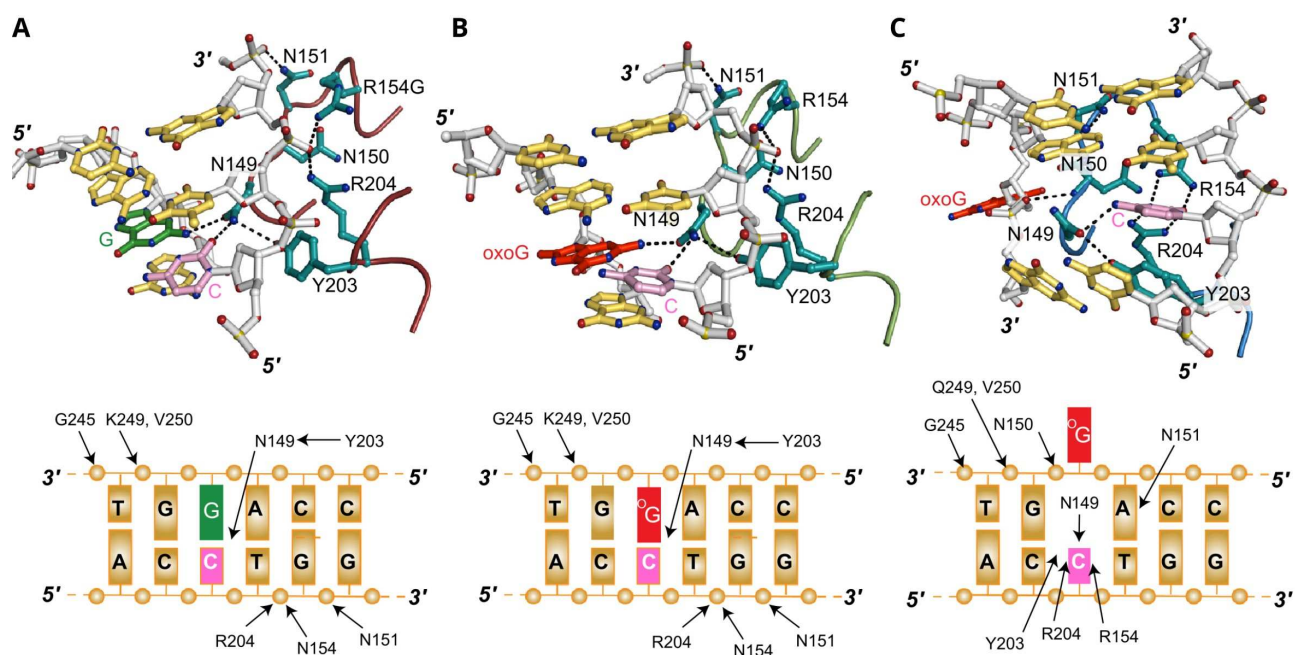 A
B
C
3'
N151
R154G
5'
N149
N150
R204
G
C
Y203
5'
3'
N151
R154
5'
N150
N149
R204
oxoG
C
Y203
5'
3'
5'
N151
N150
R154
oxoG
C
N149
R204
3'
Y203
5'
G245 K249, V250
N149 Y203
3' 5'
T G G A C C
A C C T G G
5' 3'
R204 N154 N151
G245 K249, V250
N149 Y203
3' 5'
T G OG A C C
A C C T G G
5' 3'
R204 N154 N151
Q249, V250
G245 N150 OG N151
3' 5'
T G A C C
N149
A C C T G G
5' 3'
Y203 R204 R154